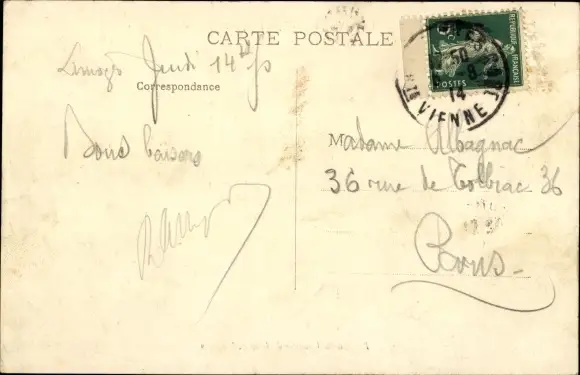 CARTE POSTALE
Correspondance
Limoges Jeudi 14
Bons baisers
Madame Albagnac
36 rue de Tolbiac 36
Paris
POSTES
FRANÇAISE
VIENNE
14